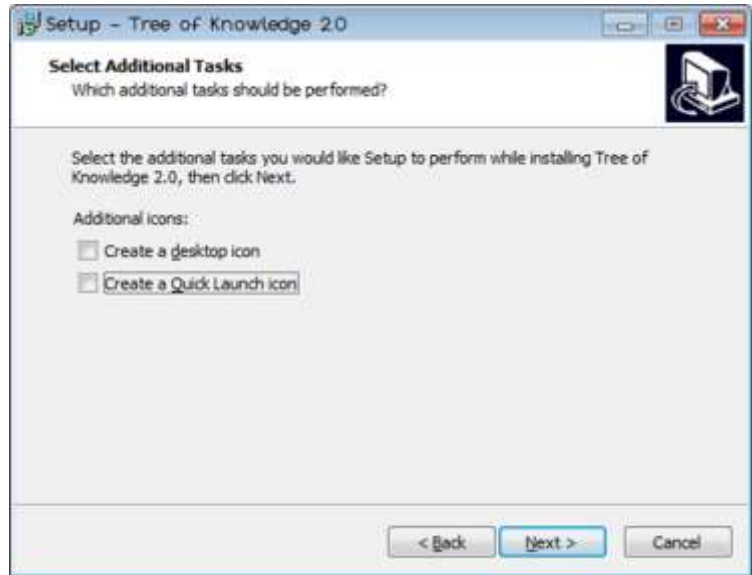 Setup - Tree of Knowledge 2.0
Select Additional Tasks
Which additional tasks should be performed?
Select the additional tasks you would like Setup to perform while installing Tree of
Knowledge 2.0, then click Next.
Additional icons:
Create a desktop icon
Create a Quick Launch icon
< Back
Next >
Cancel